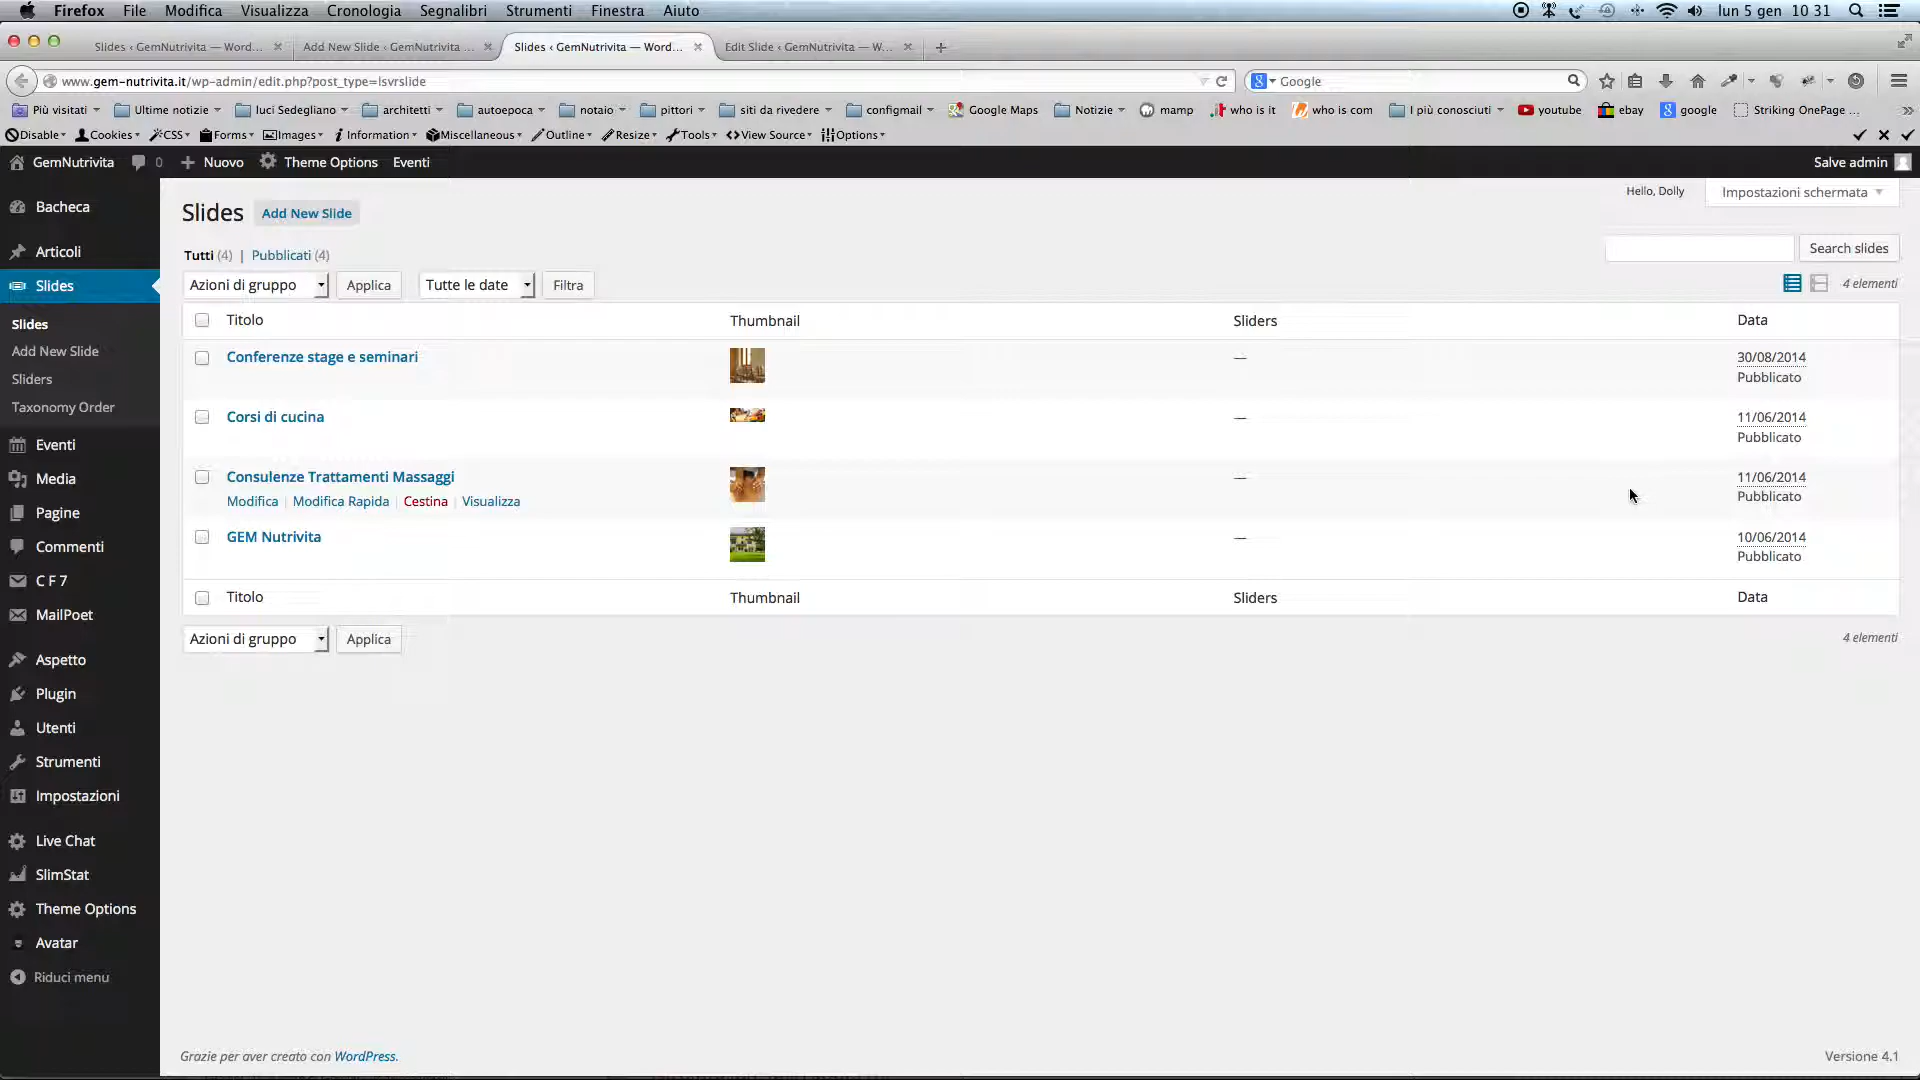 Firefox File Modifica Visualizza Cronologia Segnalibri Strumenti Finestra Aiuto lun 5 gen 10 31
Slides ‹ GemNutrivita — Word... Add New Slide ‹ GemNutrivita ... Slides ‹ GemNutrivita — Word... Edit Slide ‹ GemNutrivita — W...
www.gem-nutrivita.it/wp-admin/edit.php?post_type=lsvrslide Google
Più visitati Ultime notizie luci Sedegliano architetti autoepoca notaio pittori siti da rivedere configmail Google Maps Notizie mamp who is it who is com I più conosciuti youtube ebay google Striking OnePage ...
Disable Cookies CSS Forms Images Information Miscellaneous Outline Resize Tools View Source Options
GemNutrivita 0 Nuovo Theme Options Eventi Salve admin
Hello, Dolly Impostazioni schermata
Bacheca
Articoli
Slides
Slides
Add New Slide
Sliders
Taxonomy Order
Eventi
Media
Pagine
Commenti
C F 7
MailPoet
Aspetto
Plugin
Utenti
Strumenti
Impostazioni
Live Chat
SlimStat
Theme Options
Avatar
Riduci menu
Slides Add New Slide
Tutti (4) | Pubblicati (4) Search slides
Azioni di gruppo Applica Tutte le date Filtra 4 elementi
Titolo Thumbnail Sliders Data
Conferenze stage e seminari — 30/08/2014
Pubblicato
Corsi di cucina — 11/06/2014
Pubblicato
Consulenze Trattamenti Massaggi — 11/06/2014
Modifica | Modifica Rapida | Cestina | Visualizza Pubblicato
GEM Nutrivita — 10/06/2014
Pubblicato
Titolo Thumbnail Sliders Data
Azioni di gruppo Applica 4 elementi
Grazie per aver creato con WordPress. Versione 4.1